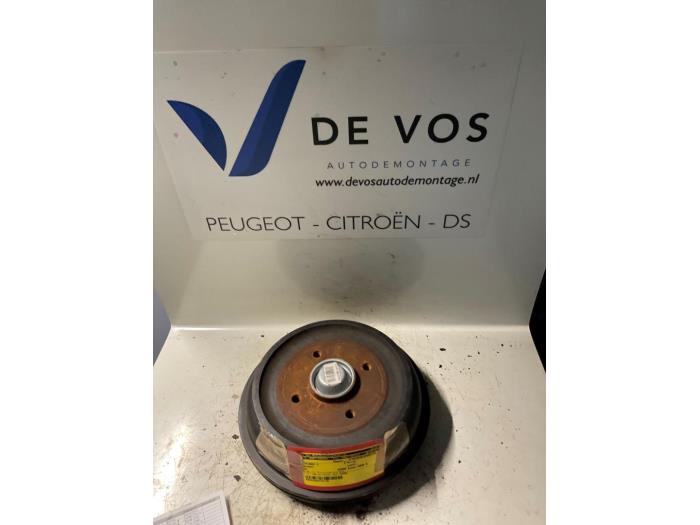 DE VOS
AUTODEMONTAGE
www.devosautodemontage.nl
PEUGEOT - CITROËN - DS